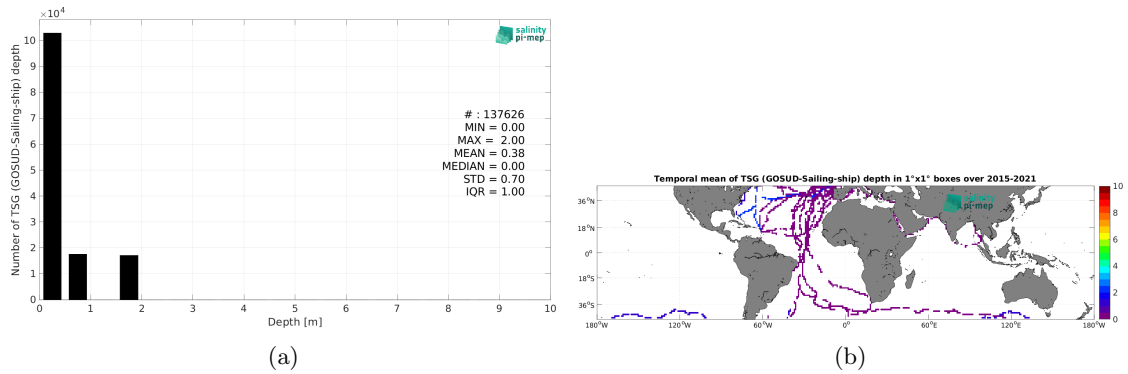 ×10⁴
10
9
8
7
6
5
4
3
2
1
0
Number of TSG (GOSUD-Sailing-ship) depth
salinity
pi-mep
# : 137626
MIN = 0.00
MAX = 2.00
MEAN = 0.38
MEDIAN = 0.00
STD = 0.70
IQR = 1.00
0 1 2 3 4 5 6 7 8 9 10
Depth [m]
(a)
Temporal mean of TSG (GOSUD-Sailing-ship) depth in 1°x1° boxes over 2015-2021
salinity
pi-mep
36°N
18°N
0°
18°S
36°S
180°W 120°W 60°W 0° 60°E 120°E 180°W
10
8
6
4
2
0
(b)